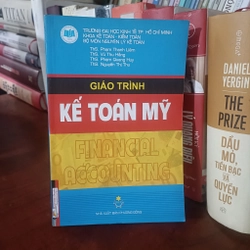 TRƯỜNG ĐẠI HỌC KINH TẾ TP. HỒ CHÍ MINH
KHOA KẾ TOÁN - KIỂM TOÁN
BỘ MÔN NGUYÊN LÝ KẾ TOÁN
ThS. Phạm Thanh Liêm
ThS. Vũ Thu Hằng
ThS. Phạm Quang Huy
ThS. Nguyễn Thị Thu
GIÁO TRÌNH
KẾ TOÁN MỸ
FINANCIAL
ACCOUNTING
DANIEL
YERGIN
THE
PRIZE
DẦU
MỎ,
TIỀN BẠC
VÀ
QUYỀN
LỰC